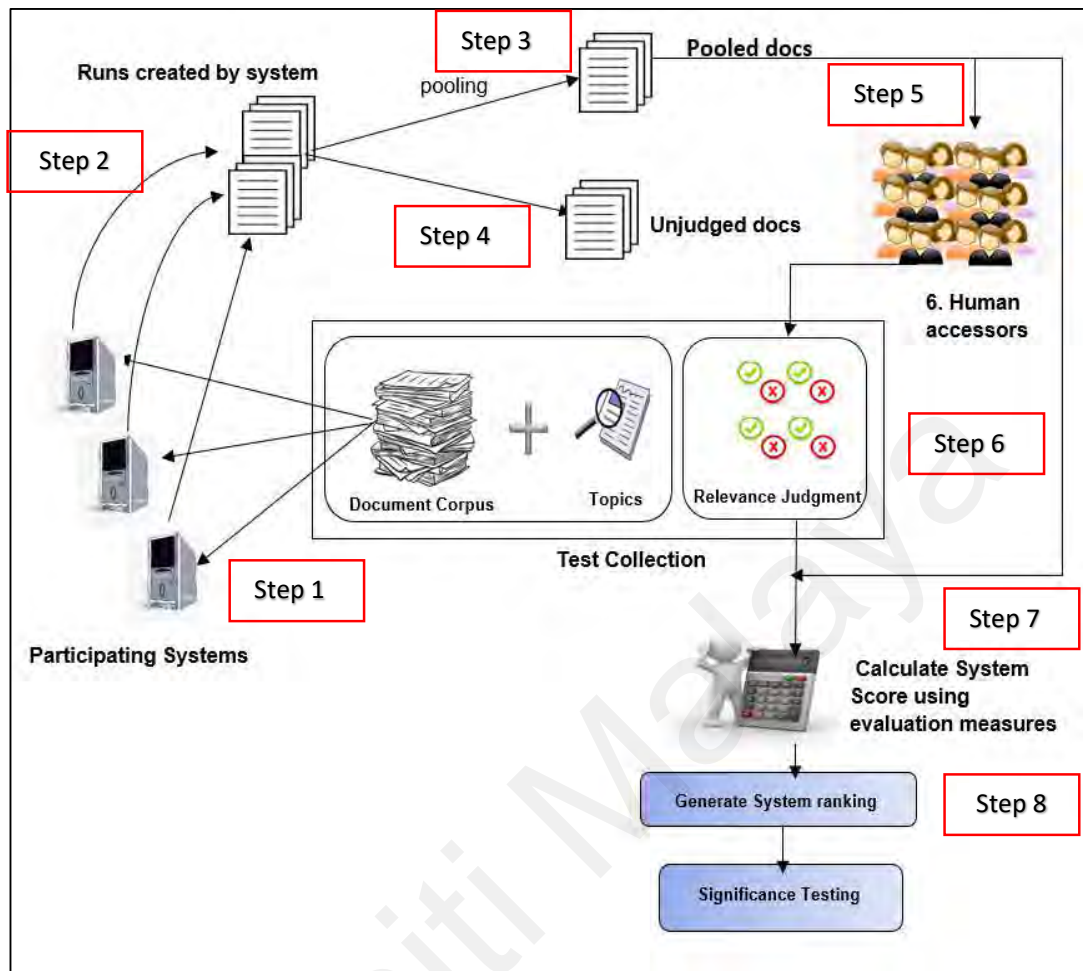 Step 3
Pooled docs
Runs created by system
pooling
Step 5
Step 2
Step 4
Unjudged docs
6. Human
accessors
Step 6
Document Corpus
Topics
Relevance Judgment
Test Collection
Step 1
Step 7
Participating Systems
Calculate System
Score using
evaluation measures
Generate System ranking
Step 8
Significance Testing
iti Malaya